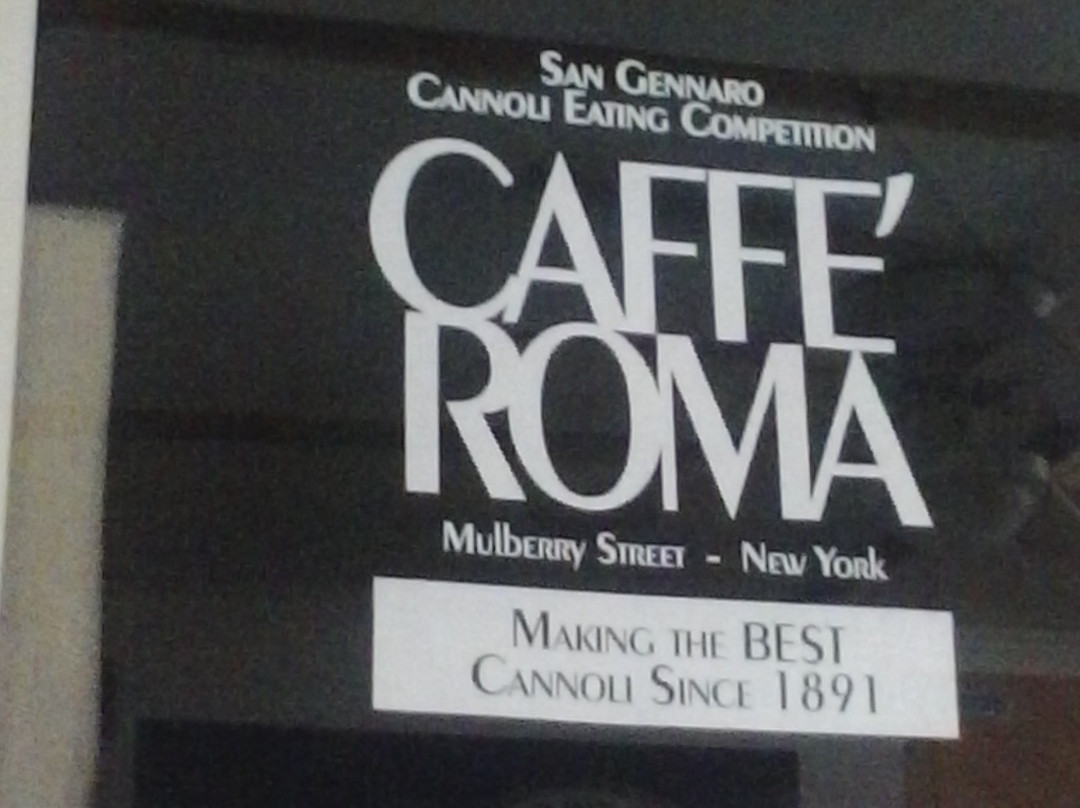 San Gennaro
Cannoli Eating Competition
CAFFE'
ROMA
Mulberry Street - New York
Making the BEST
Cannoli Since 1891